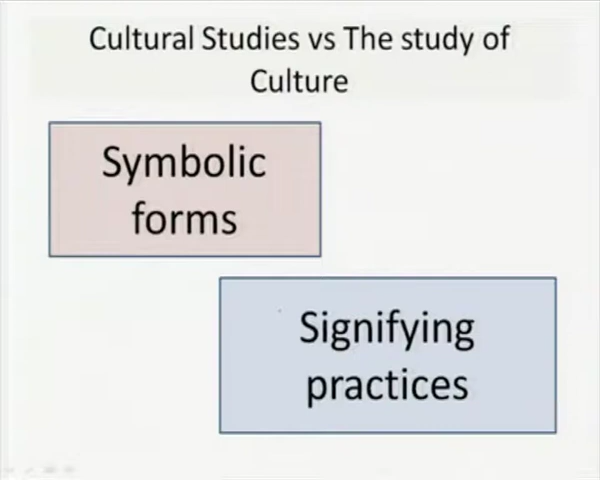 Cultural Studies vs The study of
Culture
Symbolic
forms
Signifying
practices